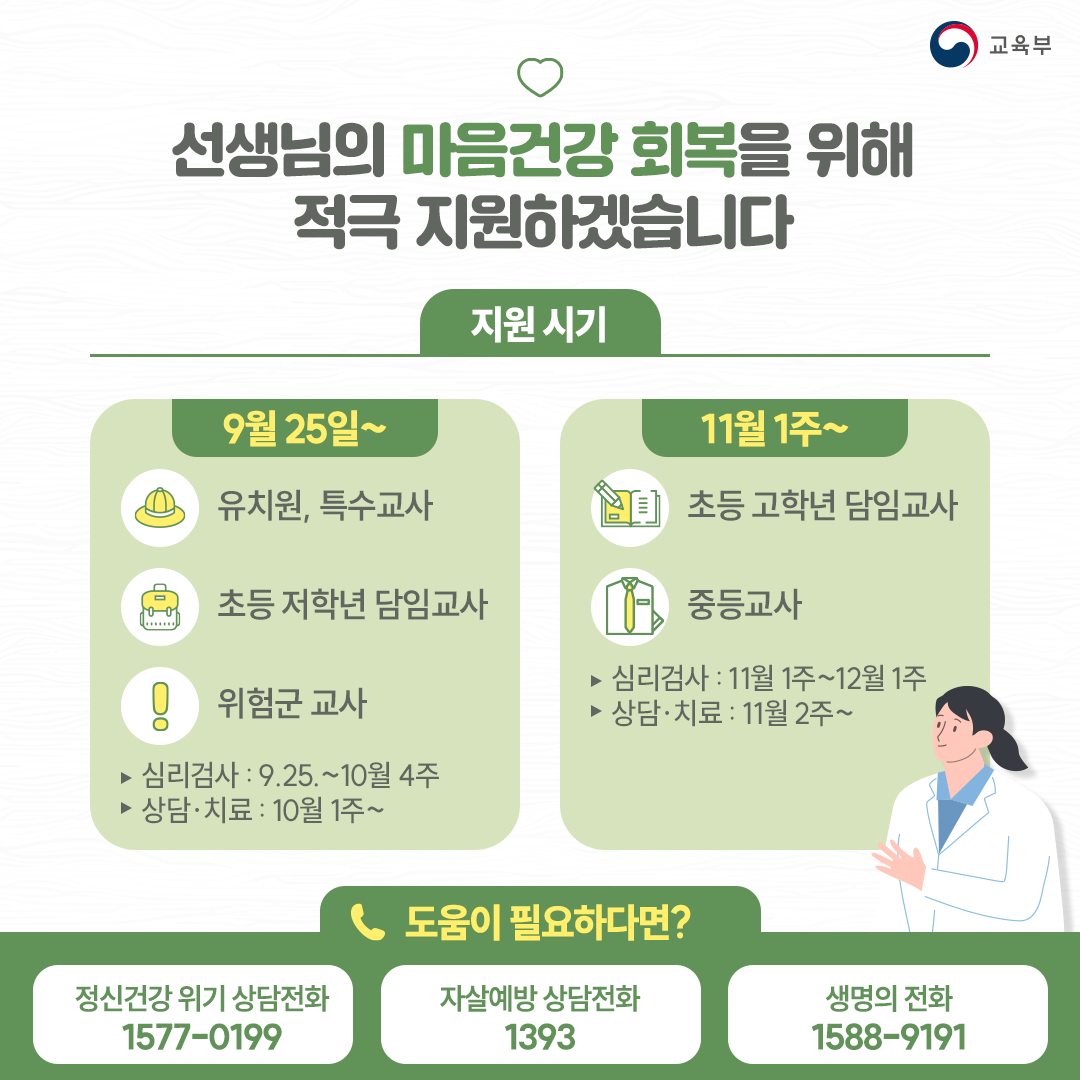 교육부
선생님의 마음건강 회복을 위해
적극 지원하겠습니다
지원 시기
9월 25일~
유치원, 특수교사
초등 저학년 담임교사
위험군 교사
▶ 심리검사 : 9.25.~10월 4주
▶ 상담·치료 : 10월 1주~
11월 1주~
초등 고학년 담임교사
중등교사
▶ 심리검사 : 11월 1주~12월 1주
▶ 상담·치료 : 11월 2주~
도움이 필요하다면?
정신건강 위기 상담전화
1577-0199
자살예방 상담전화
1393
생명의 전화
1588-9191